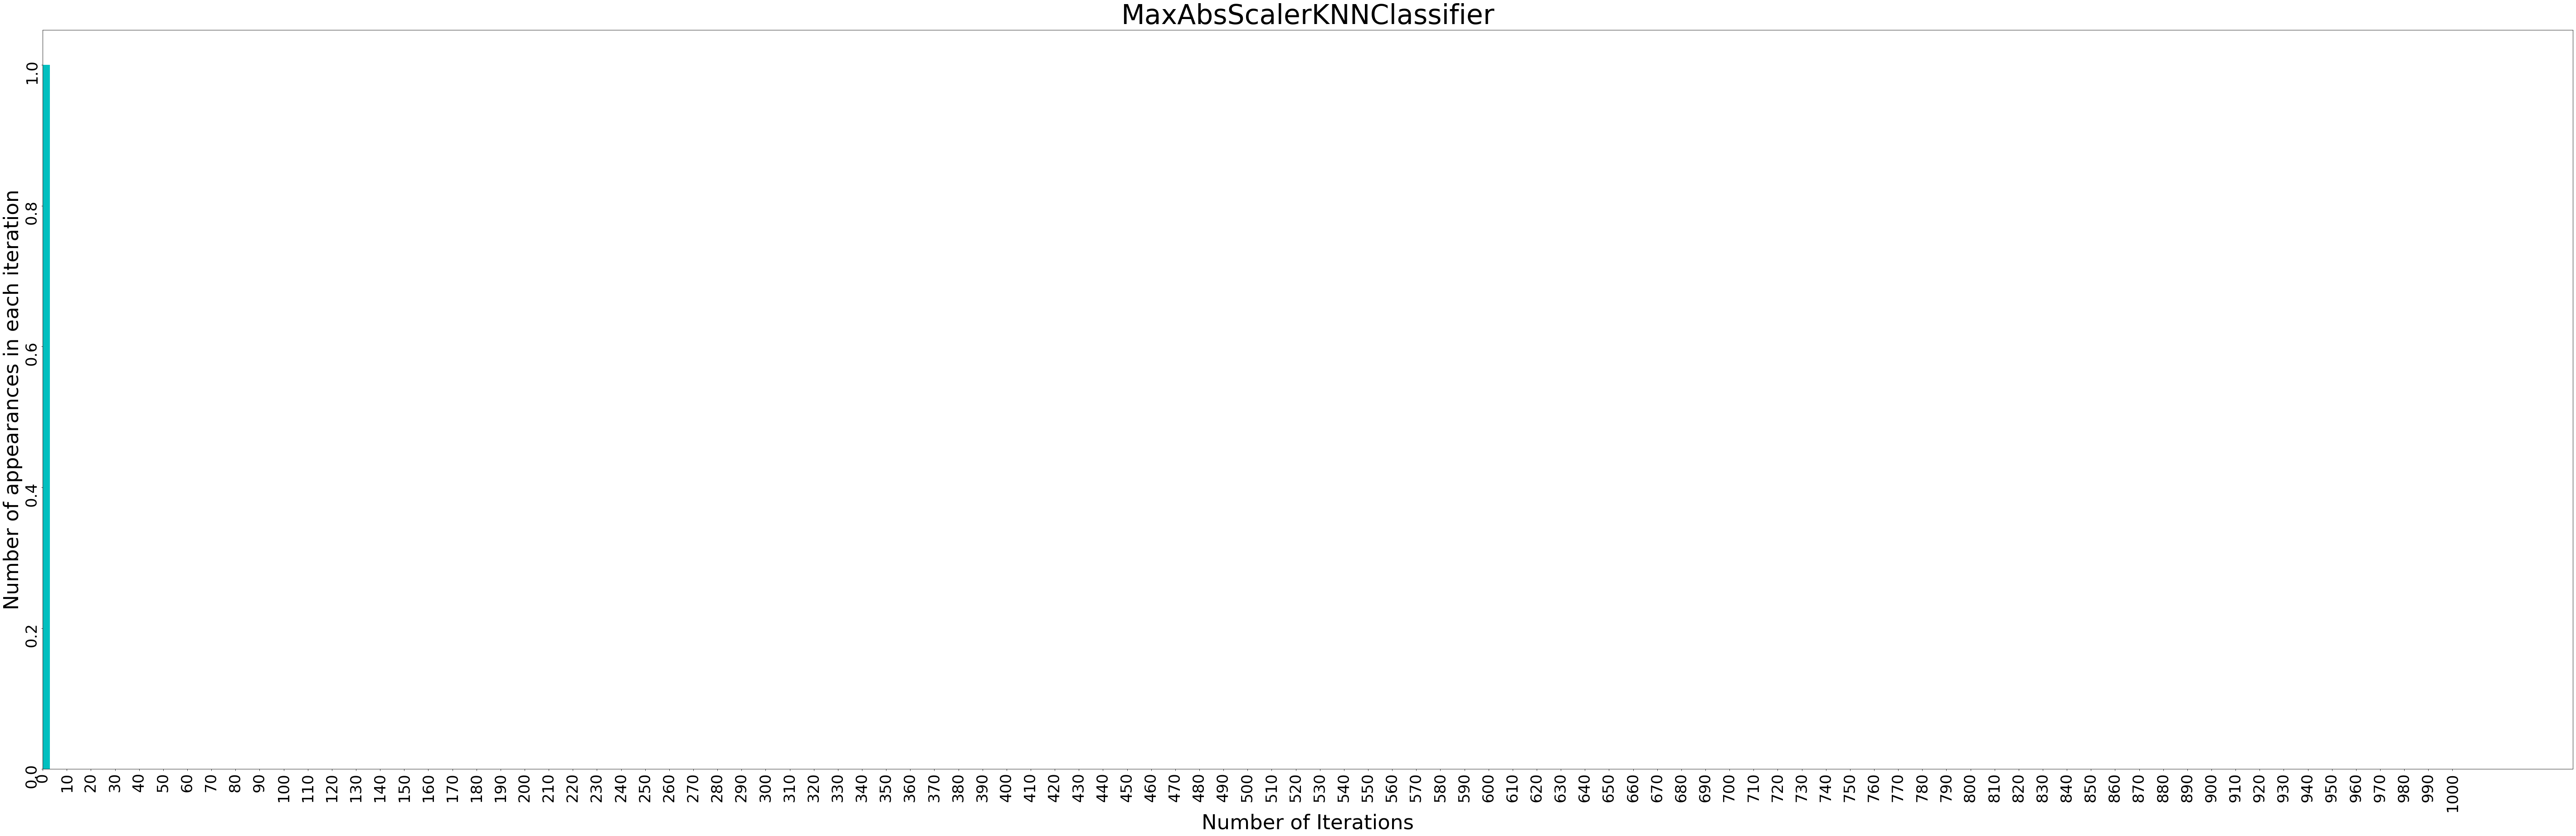 MaxAbsScalerKNNClassifier
Number of appearances in each iteration
1.0
0.8
0.6
0.4
0.2
0.0
0 10 20 30 40 50 60 70 80 90 100 110 120 130 140 150 160 170 180 190 200 210 220 230 240 250 260 270 280 290 300 310 320 330 340 350 360 370 380 390 400 410 420 430 440 450 460 470 480 490 500 510 520 530 540 550 560 570 580 590 600 610 620 630 640 650 660 670 680 690 700 710 720 730 740 750 760 770 780 790 800 810 820 830 840 850 860 870 880 890 900 910 920 930 940 950 960 970 980 990 1000
Number of Iterations